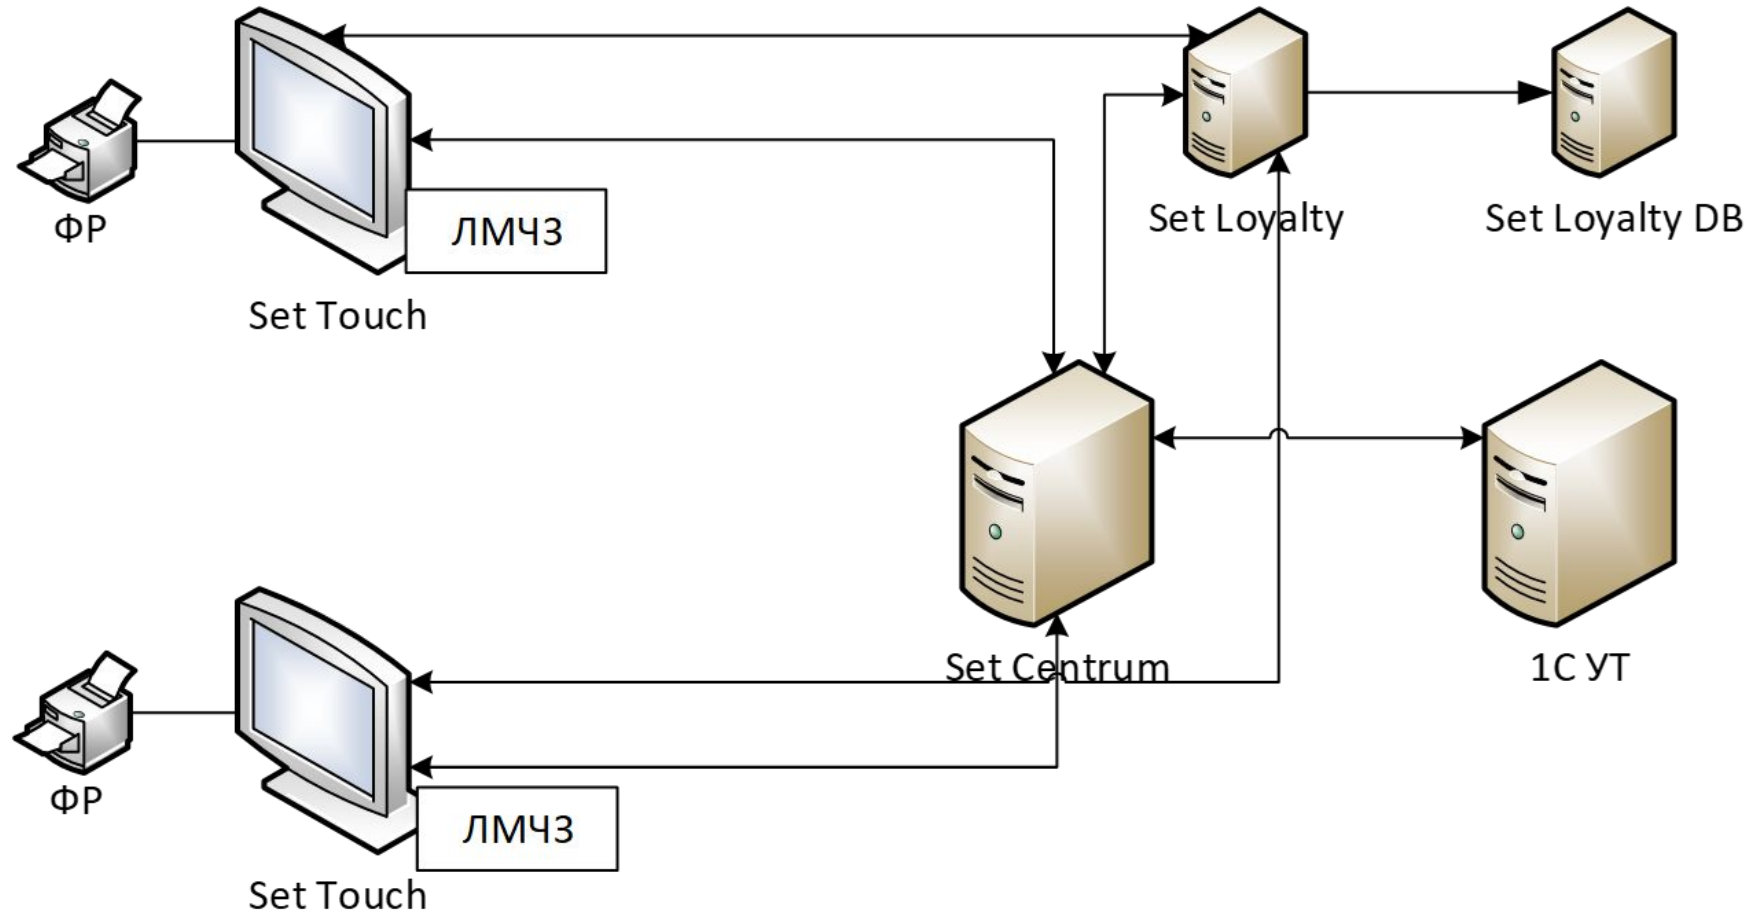 ФР
ЛМЧЗ
Set Touch
Set Loyalty
Set Loyalty DB
Set Centrum
1С УТ
ФР
ЛМЧЗ
Set Touch